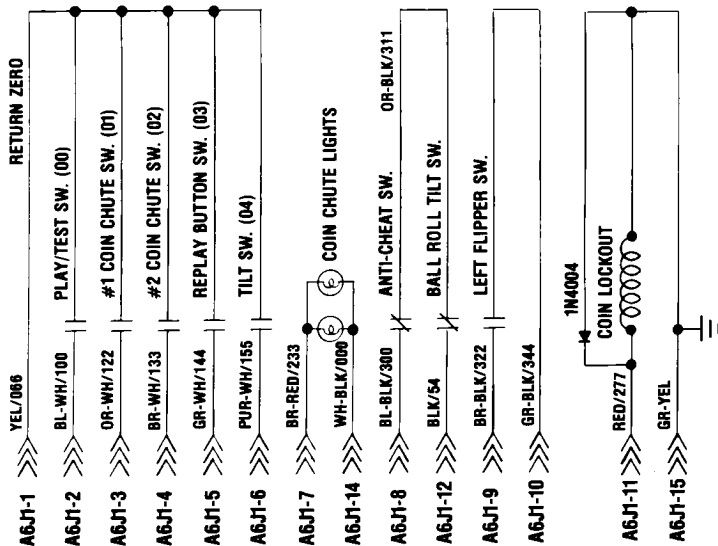 A6J1-1 YEL/066 RETURN ZERO
A6J1-2 BL-WH/100 PLAY/TEST SW. (00)
A6J1-3 OR-WH/122 #1 COIN CHUTE SW. (01)
A6J1-4 BR-WH/133 #2 COIN CHUTE SW. (02)
A6J1-5 GR-WH/144 REPLAY BUTTON SW. (03)
A6J1-6 PUR-WH/155 TILT SW. (04)
A6J1-7 BR-RED/233
COIN CHUTE LIGHTS
A6J1-14 WH-BLK/000
A6J1-8 BL-BLK/300 ANTI-CHEAT SW. OR-BLK/311
A6J1-12 BLK/54 BALL ROLL TILT SW.
A6J1-9 BR-BLK/322 LEFT FLIPPER SW.
A6J1-10 GR-BLK/344
1N4004
COIN LOCKOUT
A6J1-11 RED/277
A6J1-15 GR-YEL